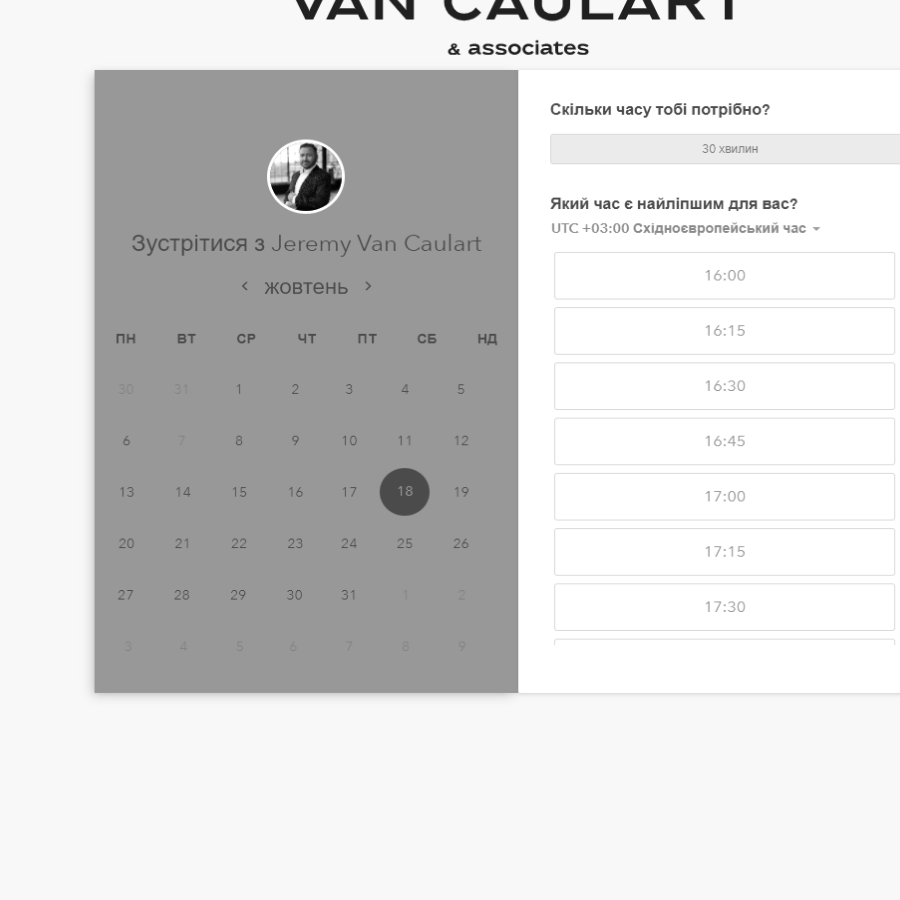 VAN CAULART
& associates
Зустрітися з Jeremy Van Caulart
жовтень
ПН ВТ СР ЧТ ПТ СБ НД
30 31 1 2 3 4 5
6 7 8 9 10 11 12
13 14 15 16 17 18 19
20 21 22 23 24 25 26
27 28 29 30 31 1 2
3 4 5 6 7 8 9
Скільки часу тобі потрібно?
30 хвилин
Який час є найліпшим для вас?
UTC +03:00 Східноєвропейський час
16:00
16:15
16:30
16:45
17:00
17:15
17:30